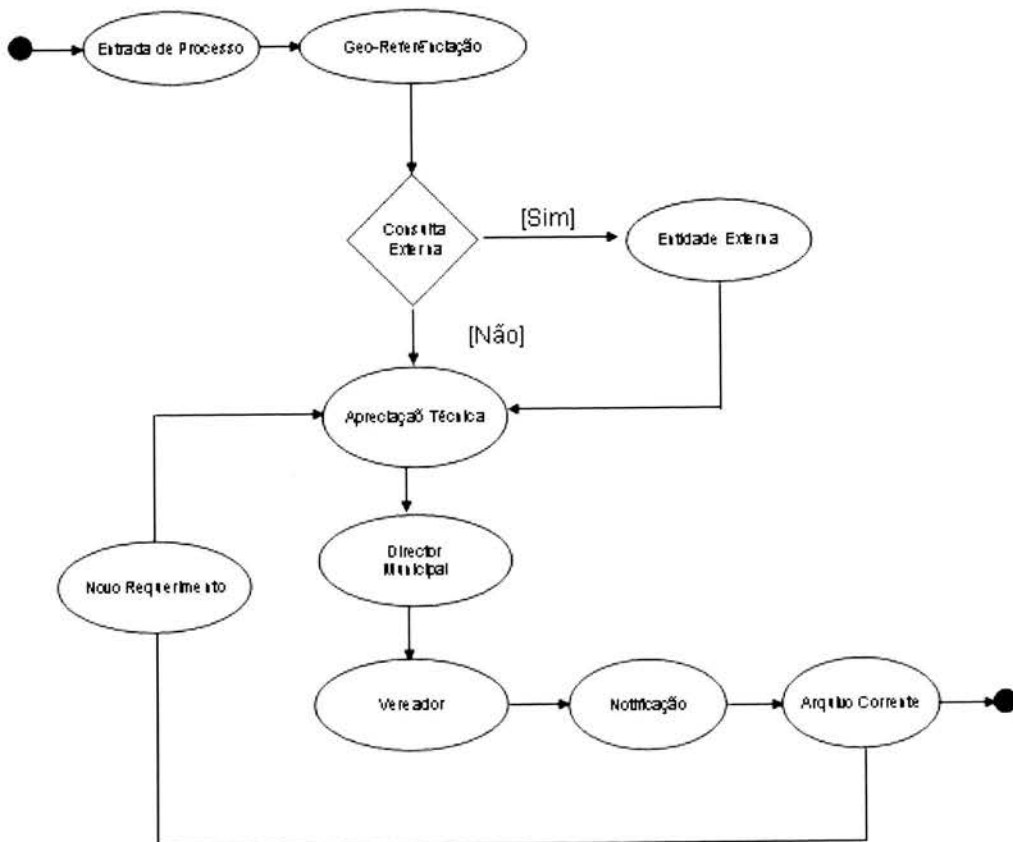 Entrada de Processo
Geo-Referênciação
Consulta
Externa
[Sim]
Entidade Externa
[Não]
Apreciação Técnica
Director
Municipal
Novo Requerimento
Vereador
Notificação
Arquivo Corrente